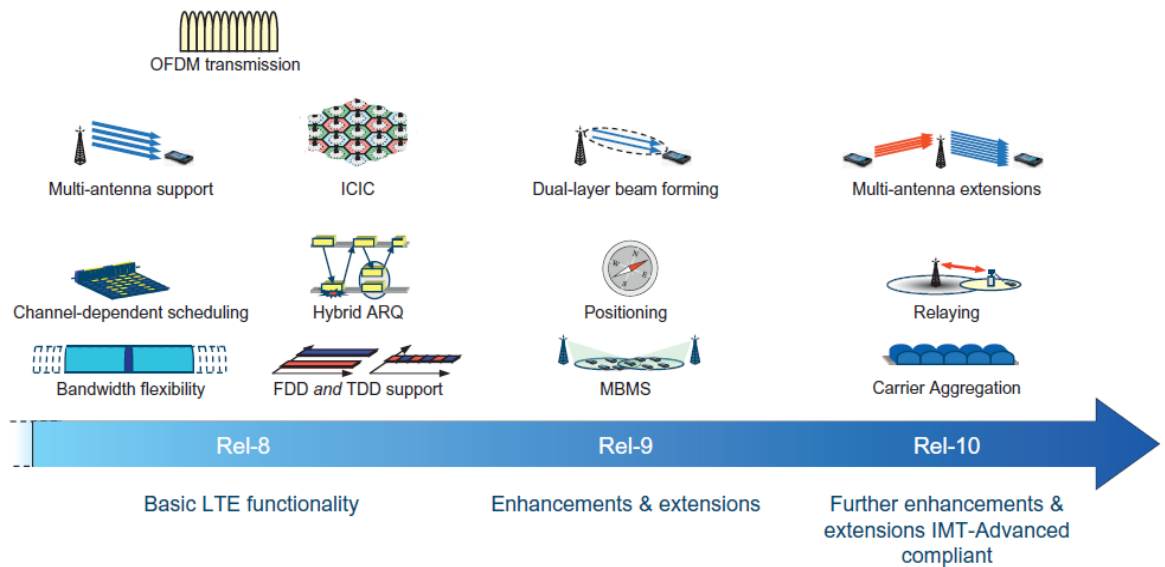 OFDM transmission
Multi-antenna support
ICIC
Dual-layer beam forming
Multi-antenna extensions
N
W
E
S
Channel-dependent scheduling
Hybrid ARQ
Positioning
Relaying
Bandwidth flexibility
FDD and TDD support
MBMS
Carrier Aggregation
Rel-8
Rel-9
Rel-10
Basic LTE functionality
Enhancements & extensions
Further enhancements &
extensions IMT-Advanced
compliant